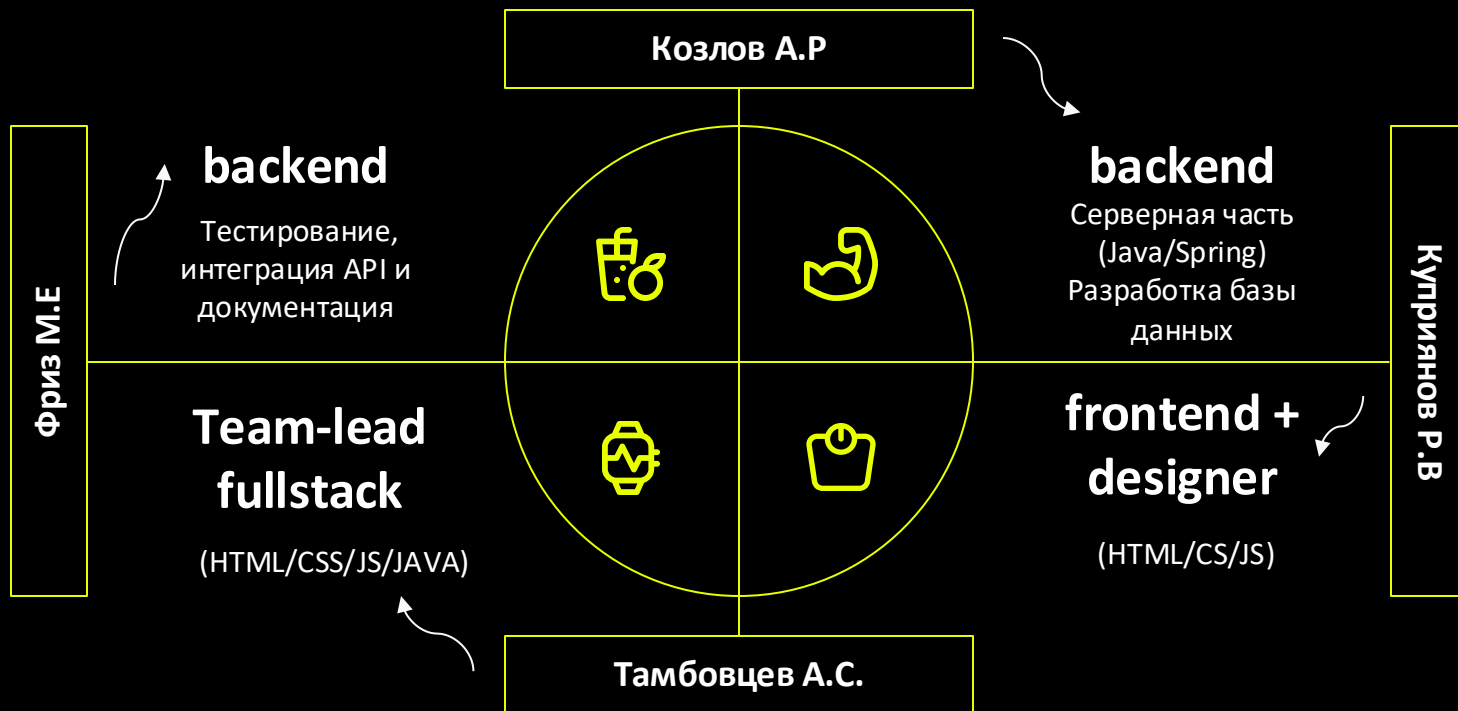 Козлов А.Р
backend
Тестирование,
интеграция API и
документация
backend
Серверная часть
(Java/Spring)
Разработка базы
данных
Фриз М.Е
Куприянов Р.В
Team-lead
fullstack
(HTML/CSS/JS/JAVA)
frontend +
designer
(HTML/CS/JS)
Тамбовцев А.С.